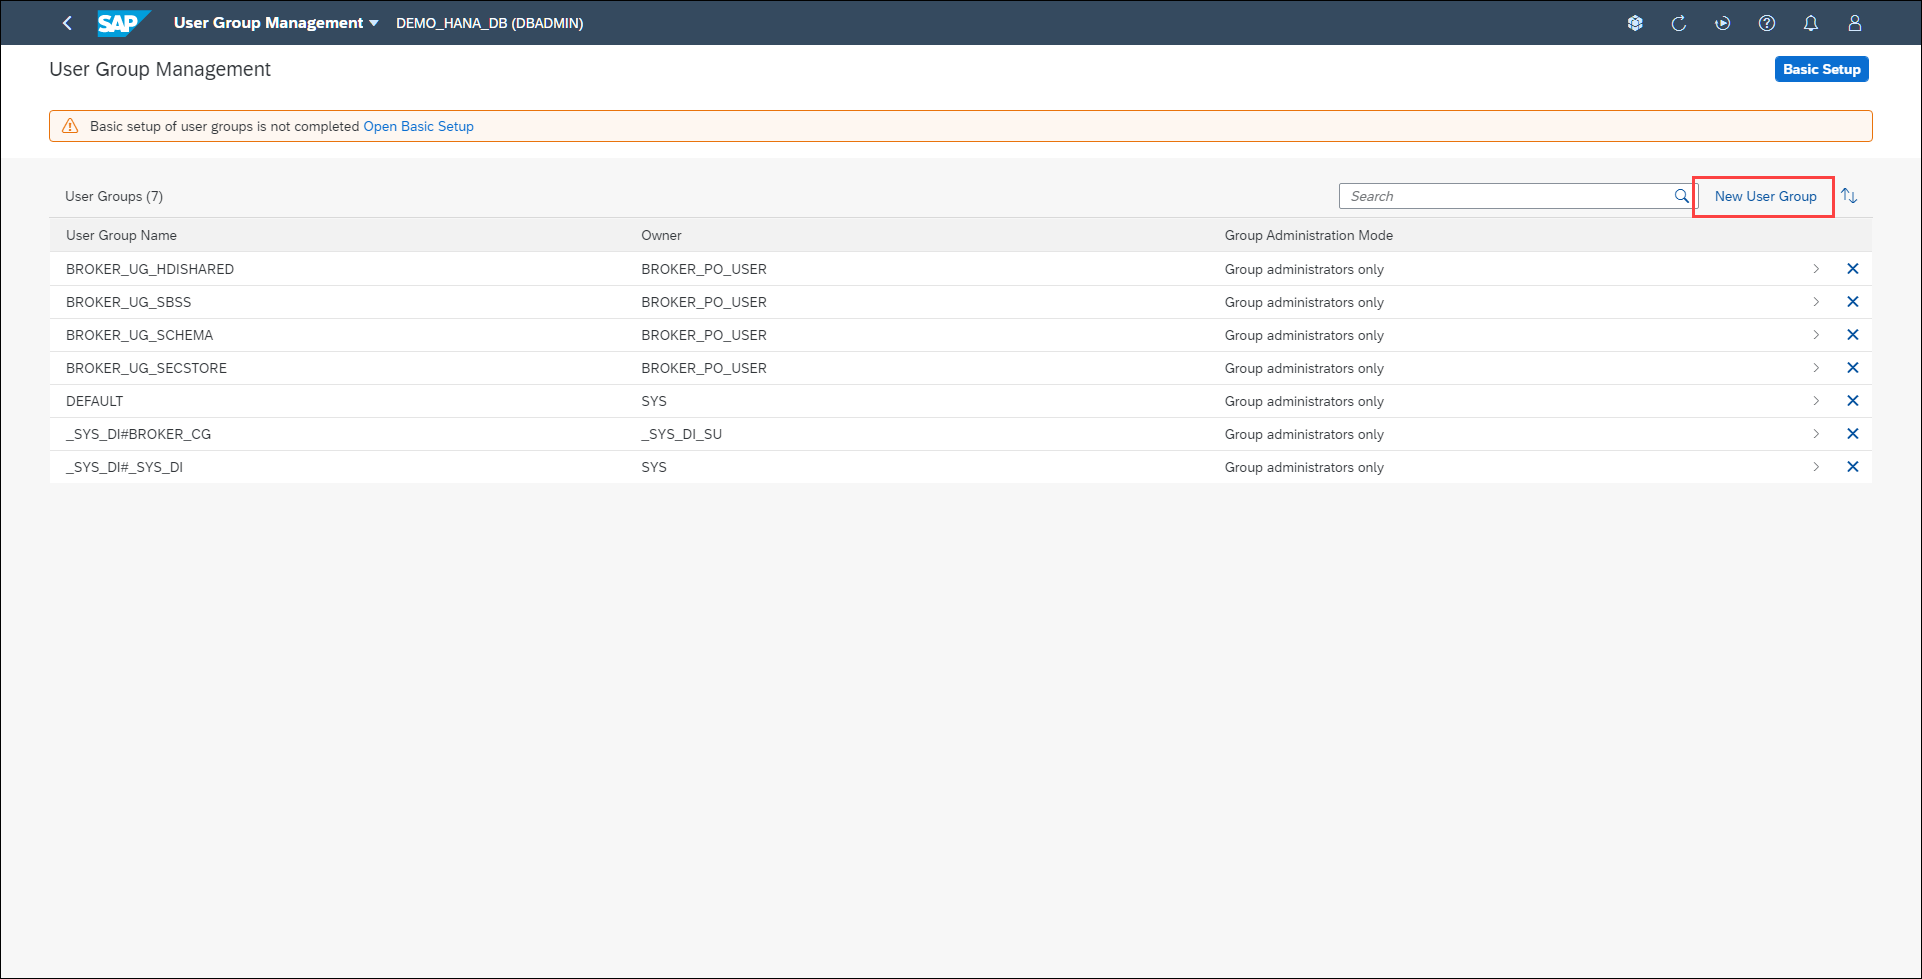 SAP User Group Management DEMO_HANA_DB (DBADMIN)
User Group Management Basic Setup
Basic setup of user groups is not completed Open Basic Setup
User Groups (7) Search New User Group
User Group Name Owner Group Administration Mode
BROKER_UG_HDISHARED BROKER_PO_USER Group administrators only
BROKER_UG_SBSS BROKER_PO_USER Group administrators only
BROKER_UG_SCHEMA BROKER_PO_USER Group administrators only
BROKER_UG_SECSTORE BROKER_PO_USER Group administrators only
DEFAULT SYS Group administrators only
_SYS_DI#BROKER_CG _SYS_DI_SU Group administrators only
_SYS_DI#_SYS_DI SYS Group administrators only